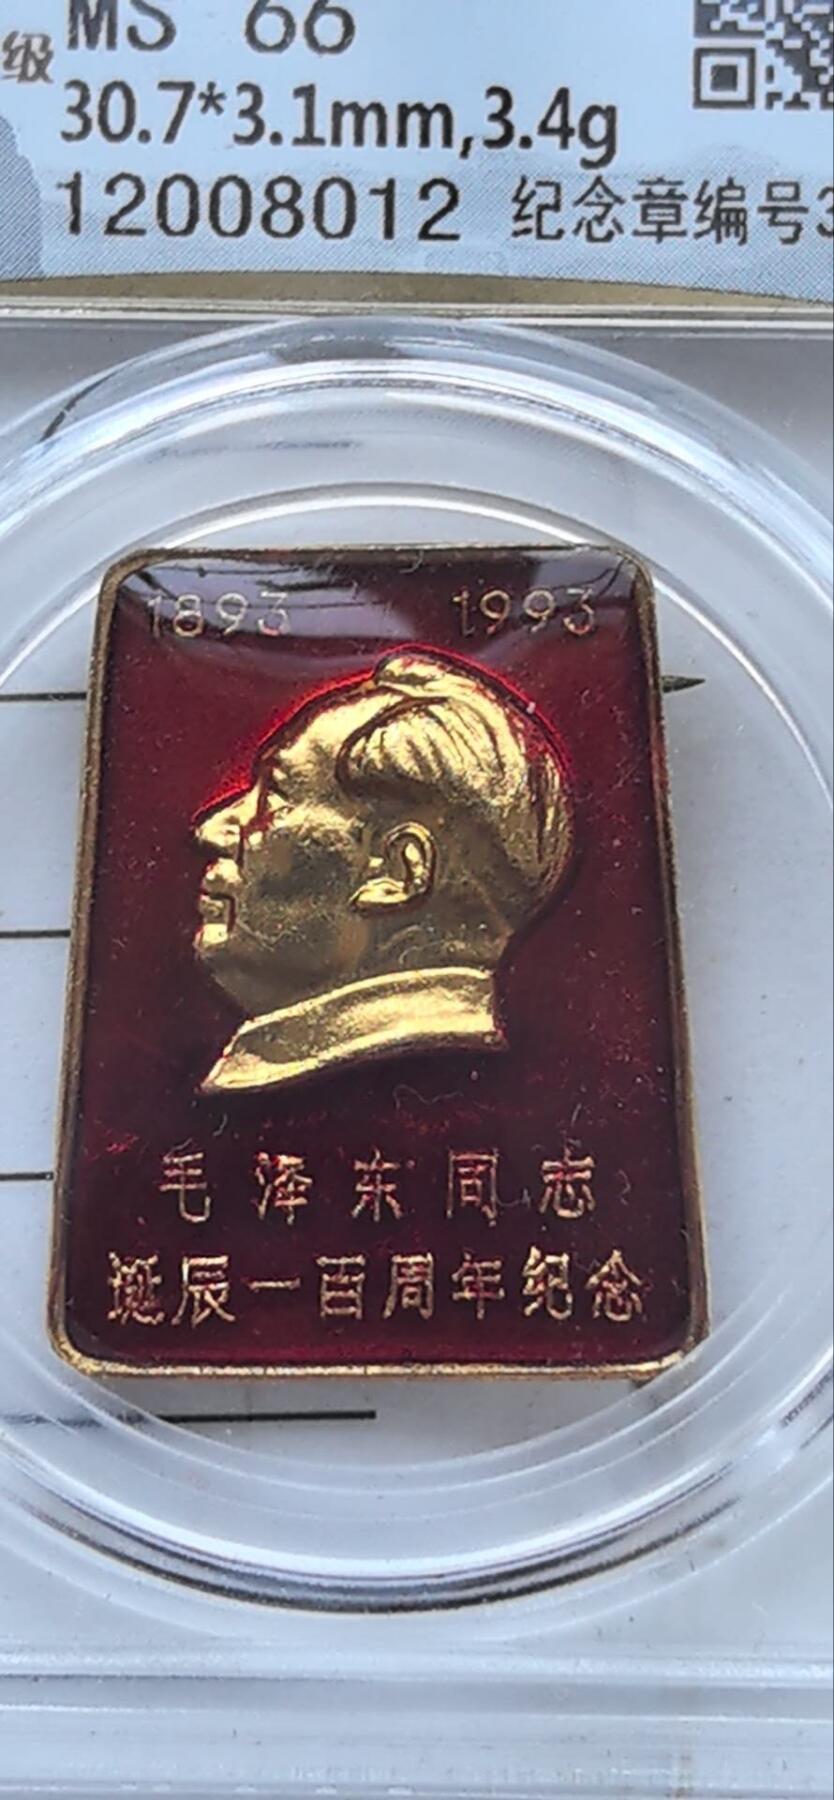 级 MS 66
30.7*3.1mm,3.4g
12008012 纪念章编号3
1893 1993
毛泽东同志
诞辰一百周年纪念